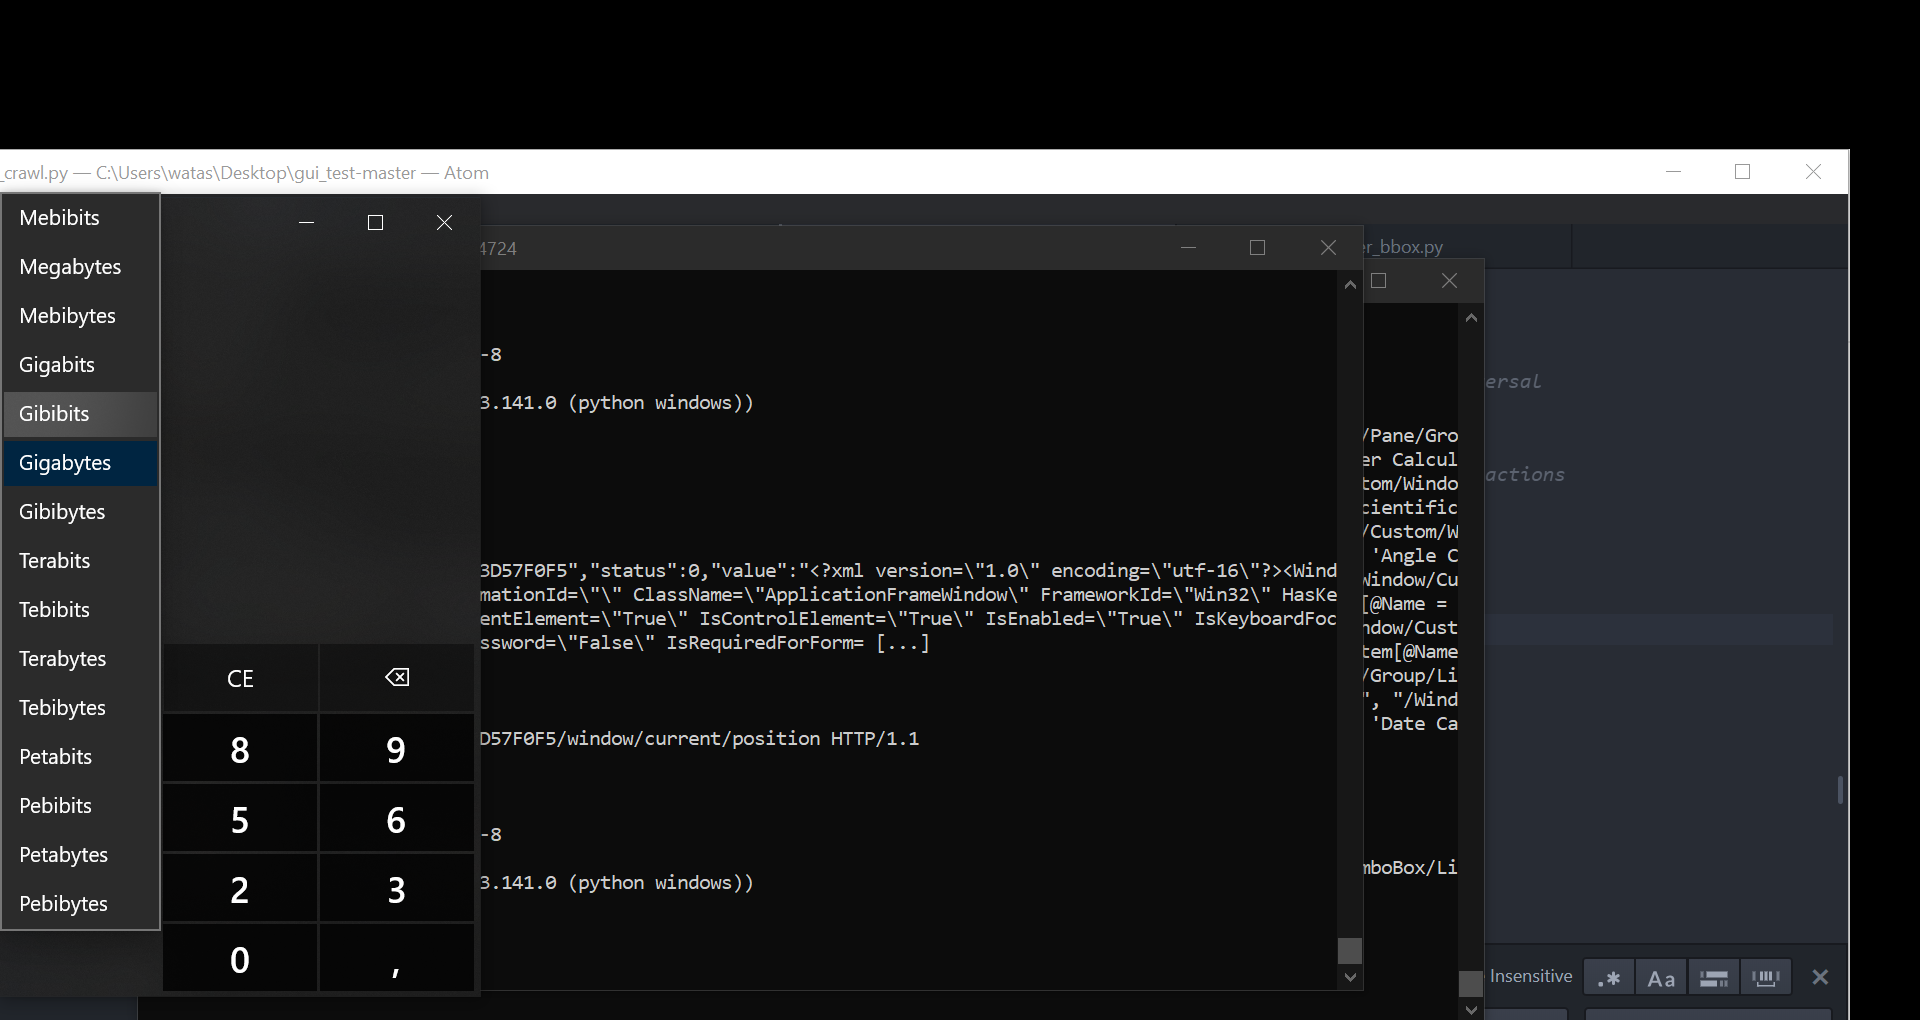 _crawl.py — C:\Users\watas\Desktop\gui_test-master — Atom
Mebibits
Megabytes
Mebibytes
Gigabits
Gibibits
Gigabytes
Gibibytes
Terabits
Tebibits
Terabytes
Tebibytes
Petabits
Pebibits
Petabytes
Pebibytes
CE
8
9
5
6
2
3
0
,
4724
-8
3.141.0 (python windows))
3D57F0F5","status":0,"value":"<?xml version=\"1.0\" encoding=\"utf-16\"?><Wind
mationId=\"\" ClassName=\"ApplicationFrameWindow\" FrameworkId=\"Win32\" HasKe
entElement=\"True\" IsControlElement=\"True\" IsEnabled=\"True\" IsKeyboardFoc
ssword=\"False\" IsRequiredForForm= [...]
D57F0F5/window/current/position HTTP/1.1
-8
3.141.0 (python windows))
er_bbox.py
/Pane/Gro
er Calcul
tom/Windo
cientific
/Custom/W
'Angle C
Window/Cu
[@Name =
ndow/Cust
tem[@Name
/Group/Li
", "/Wind
'Date Ca
mboBox/Li
ersal
actions
Insensitive
.*
Aa